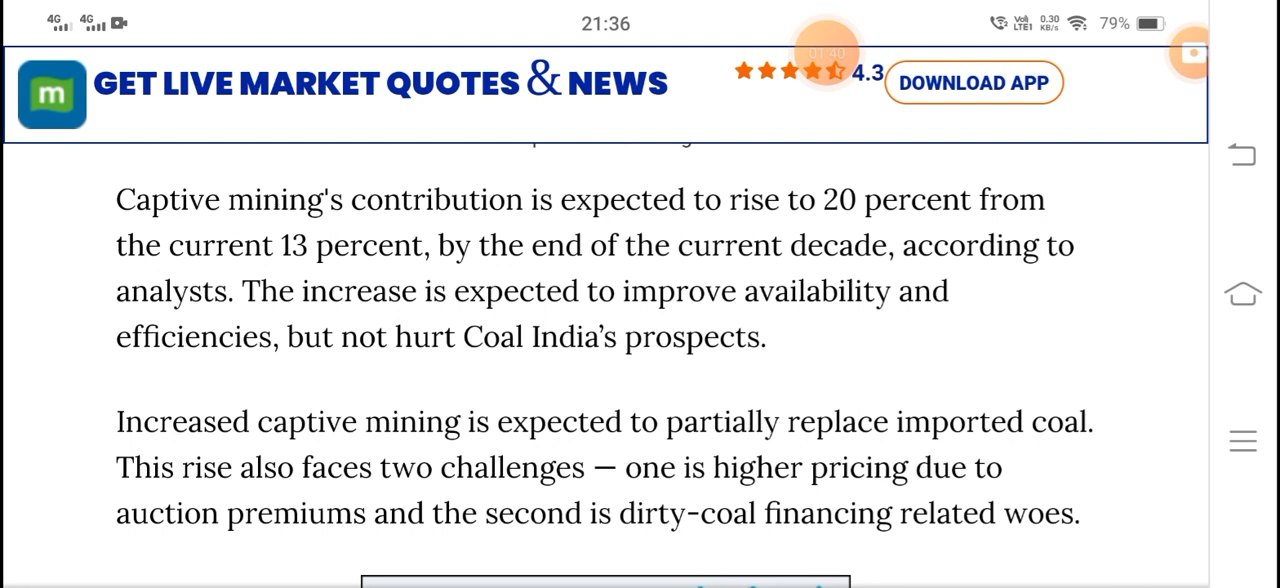 4G 4G 21:36 Vo) LTE1 0.30 KB/s 79%
01:40
m GET LIVE MARKET QUOTES & NEWS 4.3 DOWNLOAD APP
Captive mining's contribution is expected to rise to 20 percent from
the current 13 percent, by the end of the current decade, according to
analysts. The increase is expected to improve availability and
efficiencies, but not hurt Coal India’s prospects.
Increased captive mining is expected to partially replace imported coal.
This rise also faces two challenges — one is higher pricing due to
auction premiums and the second is dirty-coal financing related woes.